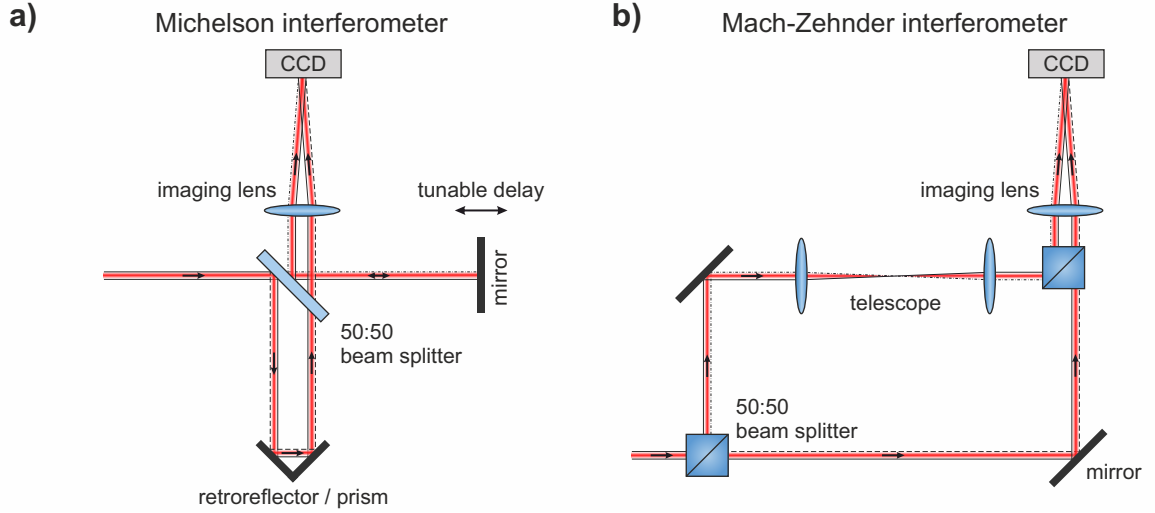 a)
Michelson interferometer
CCD
imaging lens
tunable delay
mirror
50:50
beam splitter
retroreflector / prism
b)
Mach-Zehnder interferometer
CCD
imaging lens
telescope
50:50
beam splitter
mirror